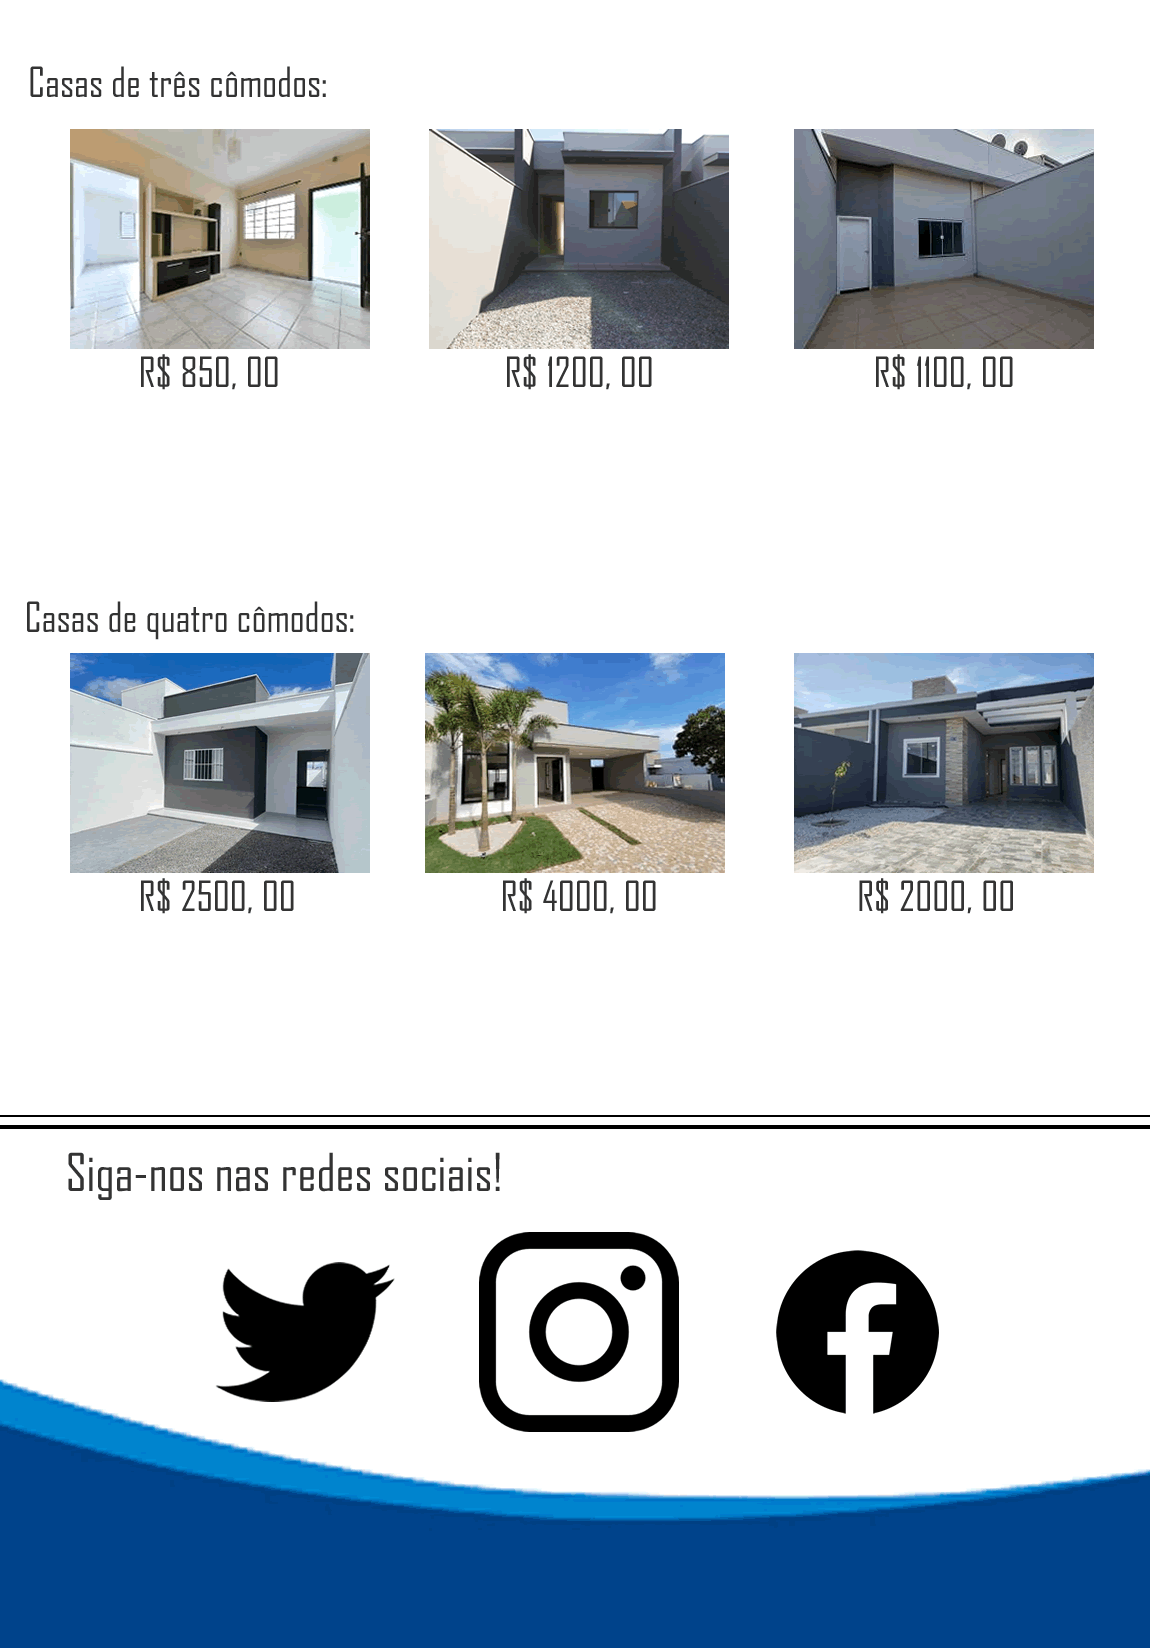 Casas de três cômodos:
R$ 850, 00
R$ 1200, 00
R$ 1100, 00
Casas de quatro cômodos:
R$ 2500, 00
R$ 4000, 00
R$ 2000, 00
Siga-nos nas redes sociais!